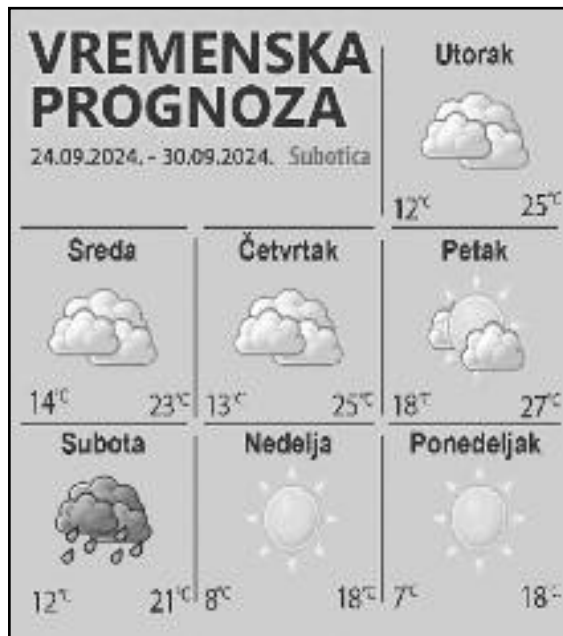 VREMENSKA
PROGNOZA
24.09.2024. - 30.09.2024. Subotica
Utorak
12°C 25°C
Sreda
14°C 23°C
Četvrtak
13°C 25°C
Petak
18°C 27°C
Subota
12°C 21°C
Nedelja
8°C 18°C
Ponedeljak
7°C 18°C